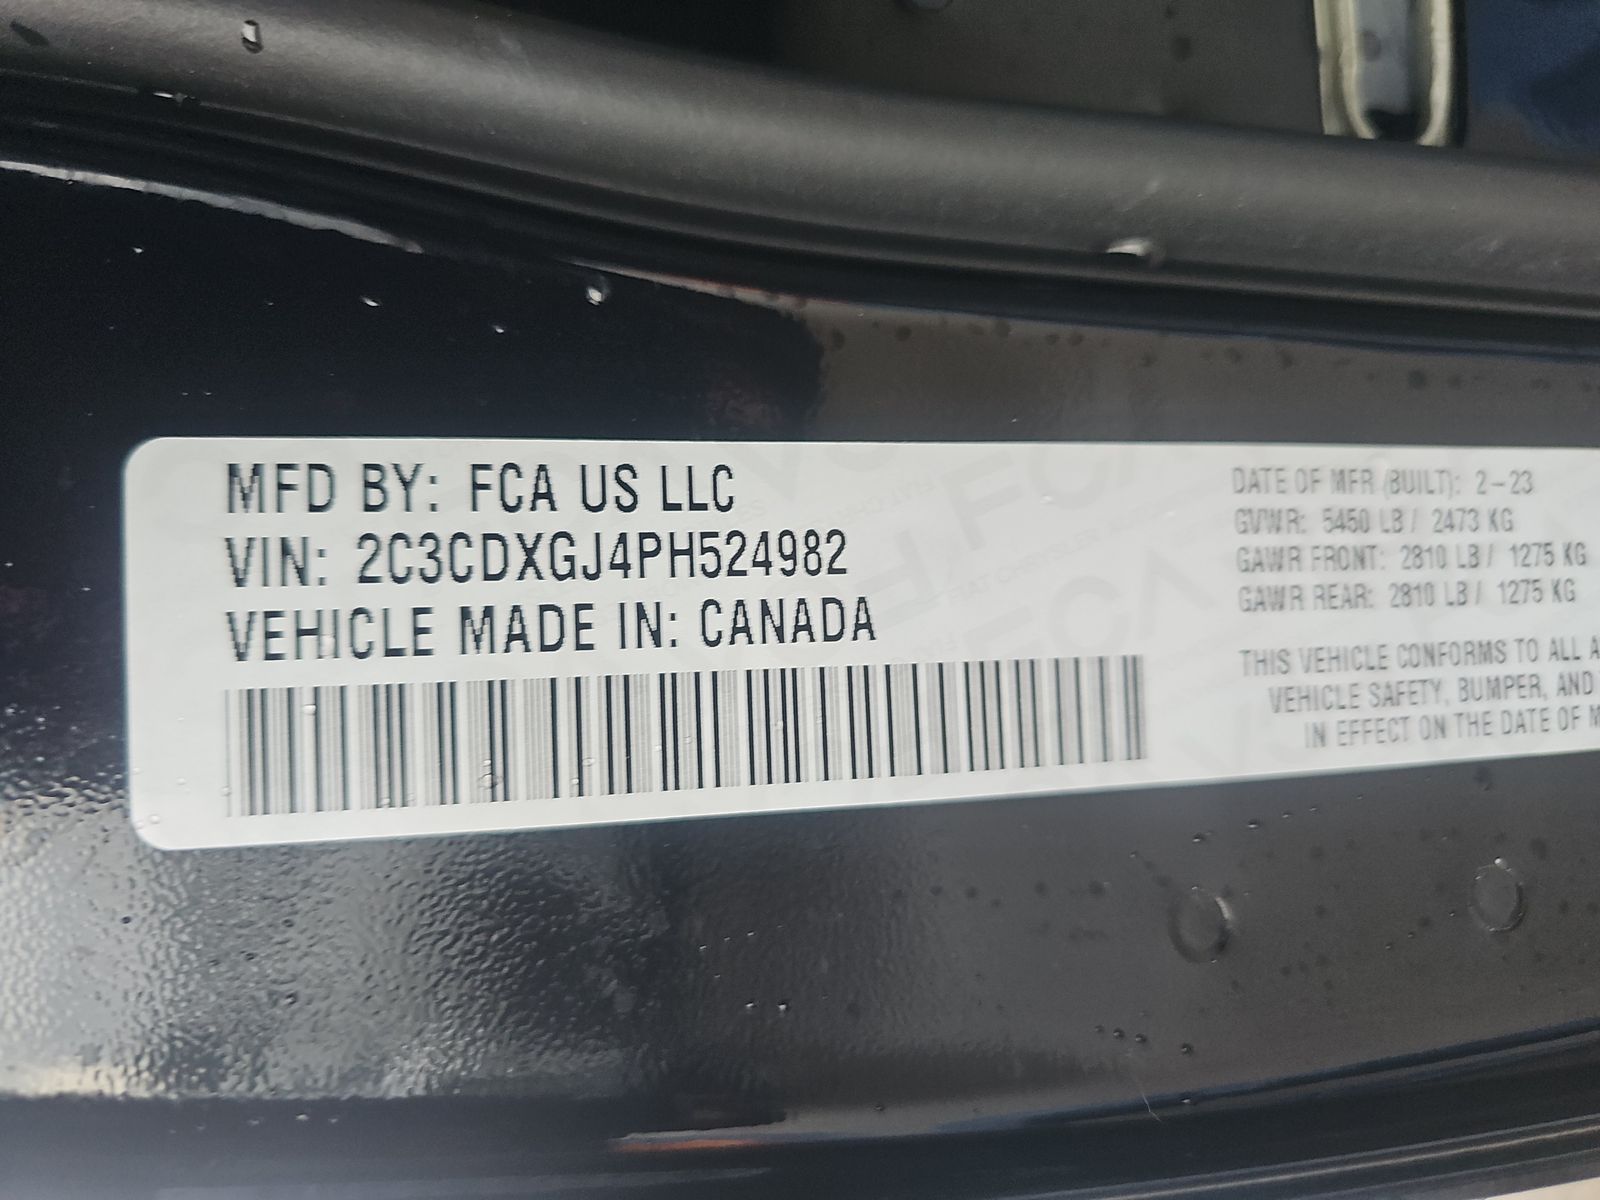 MFD BY: FCA US LLC
VIN: 2C3CDXGJ4PH524982
VEHICLE MADE IN: CANADA
DATE OF MFR (BUILT): 2-23
GVWR: 5450 LB / 2473 KG
GAWR FRONT: 2810 LB / 1275 KG
GAWR REAR: 2810 LB / 1275 KG
THIS VEHICLE CONFORMS TO ALL A
VEHICLE SAFETY, BUMPER, AND
IN EFFECT ON THE DATE OF M